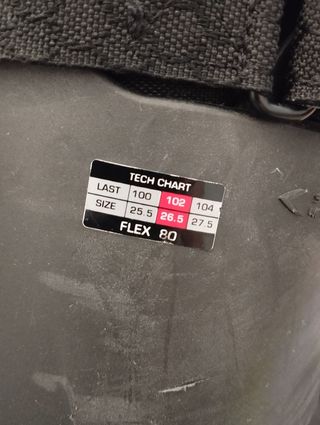 TECH CHART
LAST 100 102 104
SIZE 25.5 26.5 27.5
FLEX 80